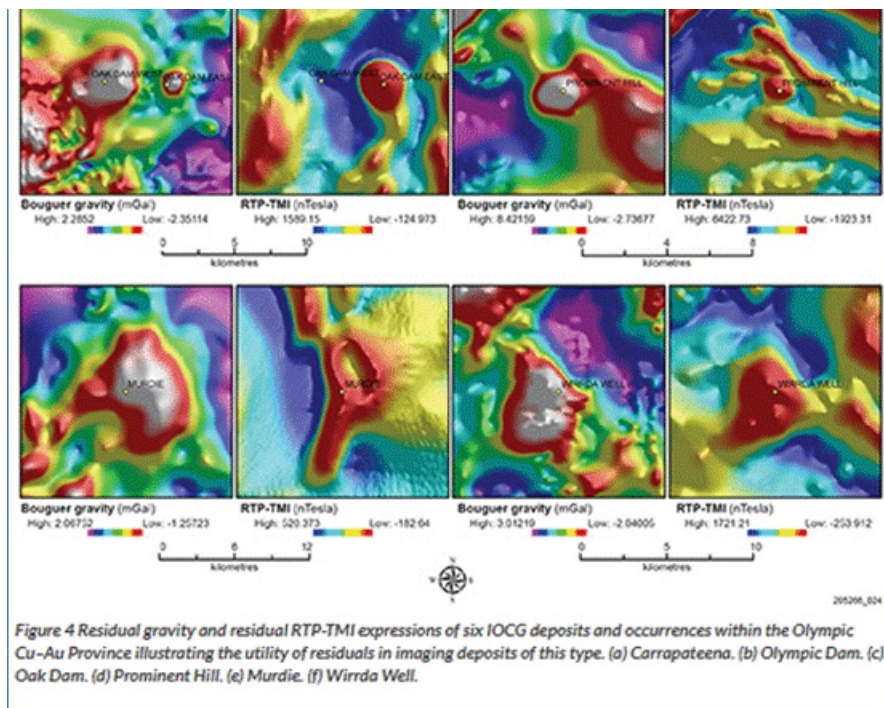 OAK DAM WEST OAK DAM EAST
OAK DAM WEST OAK DAM EAST
PROMINENT HILL
PROMINENT HILL
Bouguer gravity (mGal)
High: 2.2852 Low: -2.35114
RTP-TMI (nTesla)
High: 1589.15 Low: -124.973
Bouguer gravity (mGal)
High: 8.42159 Low: -2.73677
RTP-TMI (nTesla)
High: 6422.73 Low: -1923.31
0 5 10
kilometres
0 4 8
kilometres
MURDIE
MURDIE
WIRRDA WELL
WIRRDA WELL
Bouguer gravity (mGal)
High: 2.06752 Low: -1.25723
RTP-TMI (nTesla)
High: 520.373 Low: -182.64
Bouguer gravity (mGal)
High: 3.01219 Low: -2.04005
RTP-TMI (nTesla)
High: 1721.21 Low: -253.912
0 6 12
kilometres
0 5 10
kilometres
N
W E
S
Figure 4 Residual gravity and residual RTP-TMI expressions of six IOCG deposits and occurrences within the Olympic
Cu–Au Province illustrating the utility of residuals in imaging deposits of this type. (a) Carrapateena. (b) Olympic Dam. (c)
Oak Dam. (d) Prominent Hill. (e) Murdie. (f) Wirrda Well.